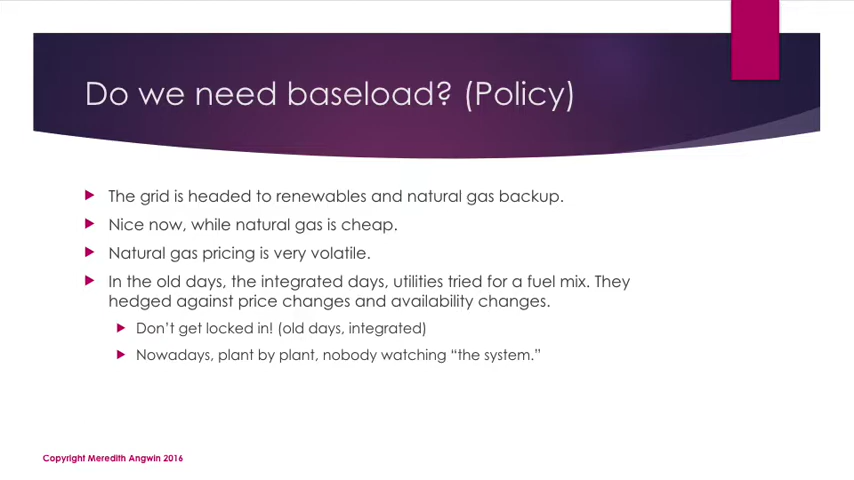 Do we need baseload? (Policy)
The grid is headed to renewables and natural gas backup.
Nice now, while natural gas is cheap.
Natural gas pricing is very volatile.
In the old days, the integrated days, utilities tried for a fuel mix. They
hedged against price changes and availability changes.
Don't get locked in! (old days, integrated)
Nowadays, plant by plant, nobody watching “the system.”
Copyright Meredith Angwin 2016